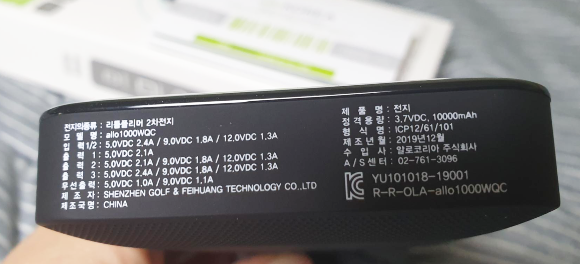 전지의종류 : 리튬폴리머 2차전지
모 델 명 : allo1000WQC
입 력1/2 : 5.0VDC 2.4A / 9.0VDC 1.8A / 12.0VDC 1.3A
출 력 1 : 5.0VDC 2.1A
출 력 2 : 5.0VDC 2.1A / 9.0VDC 1.8A / 12.0VDC 1.3A
출 력 3 : 5.0VDC 2.4A / 9.0VDC 1.8A / 12.0VDC 1.3A
무선출력 : 5.0VDC 1.0A / 9.0VDC 1.1A
제 조 자 : SHENZHEN GOLF & FEIHUANG TECHNOLOGY CO.,LTD
제조국명 : CHINA
제 품 명 : 전지
정격용량 : 3.7VDC, 10000mAh
형 식 명 : ICP12/61/101
제조년월 : 2019년12월
수 입 사 : 알로코리아 주식회사
A/S센터 : 02-761-3096
YU101018-19001
R-R-OLA-allo1000WQC